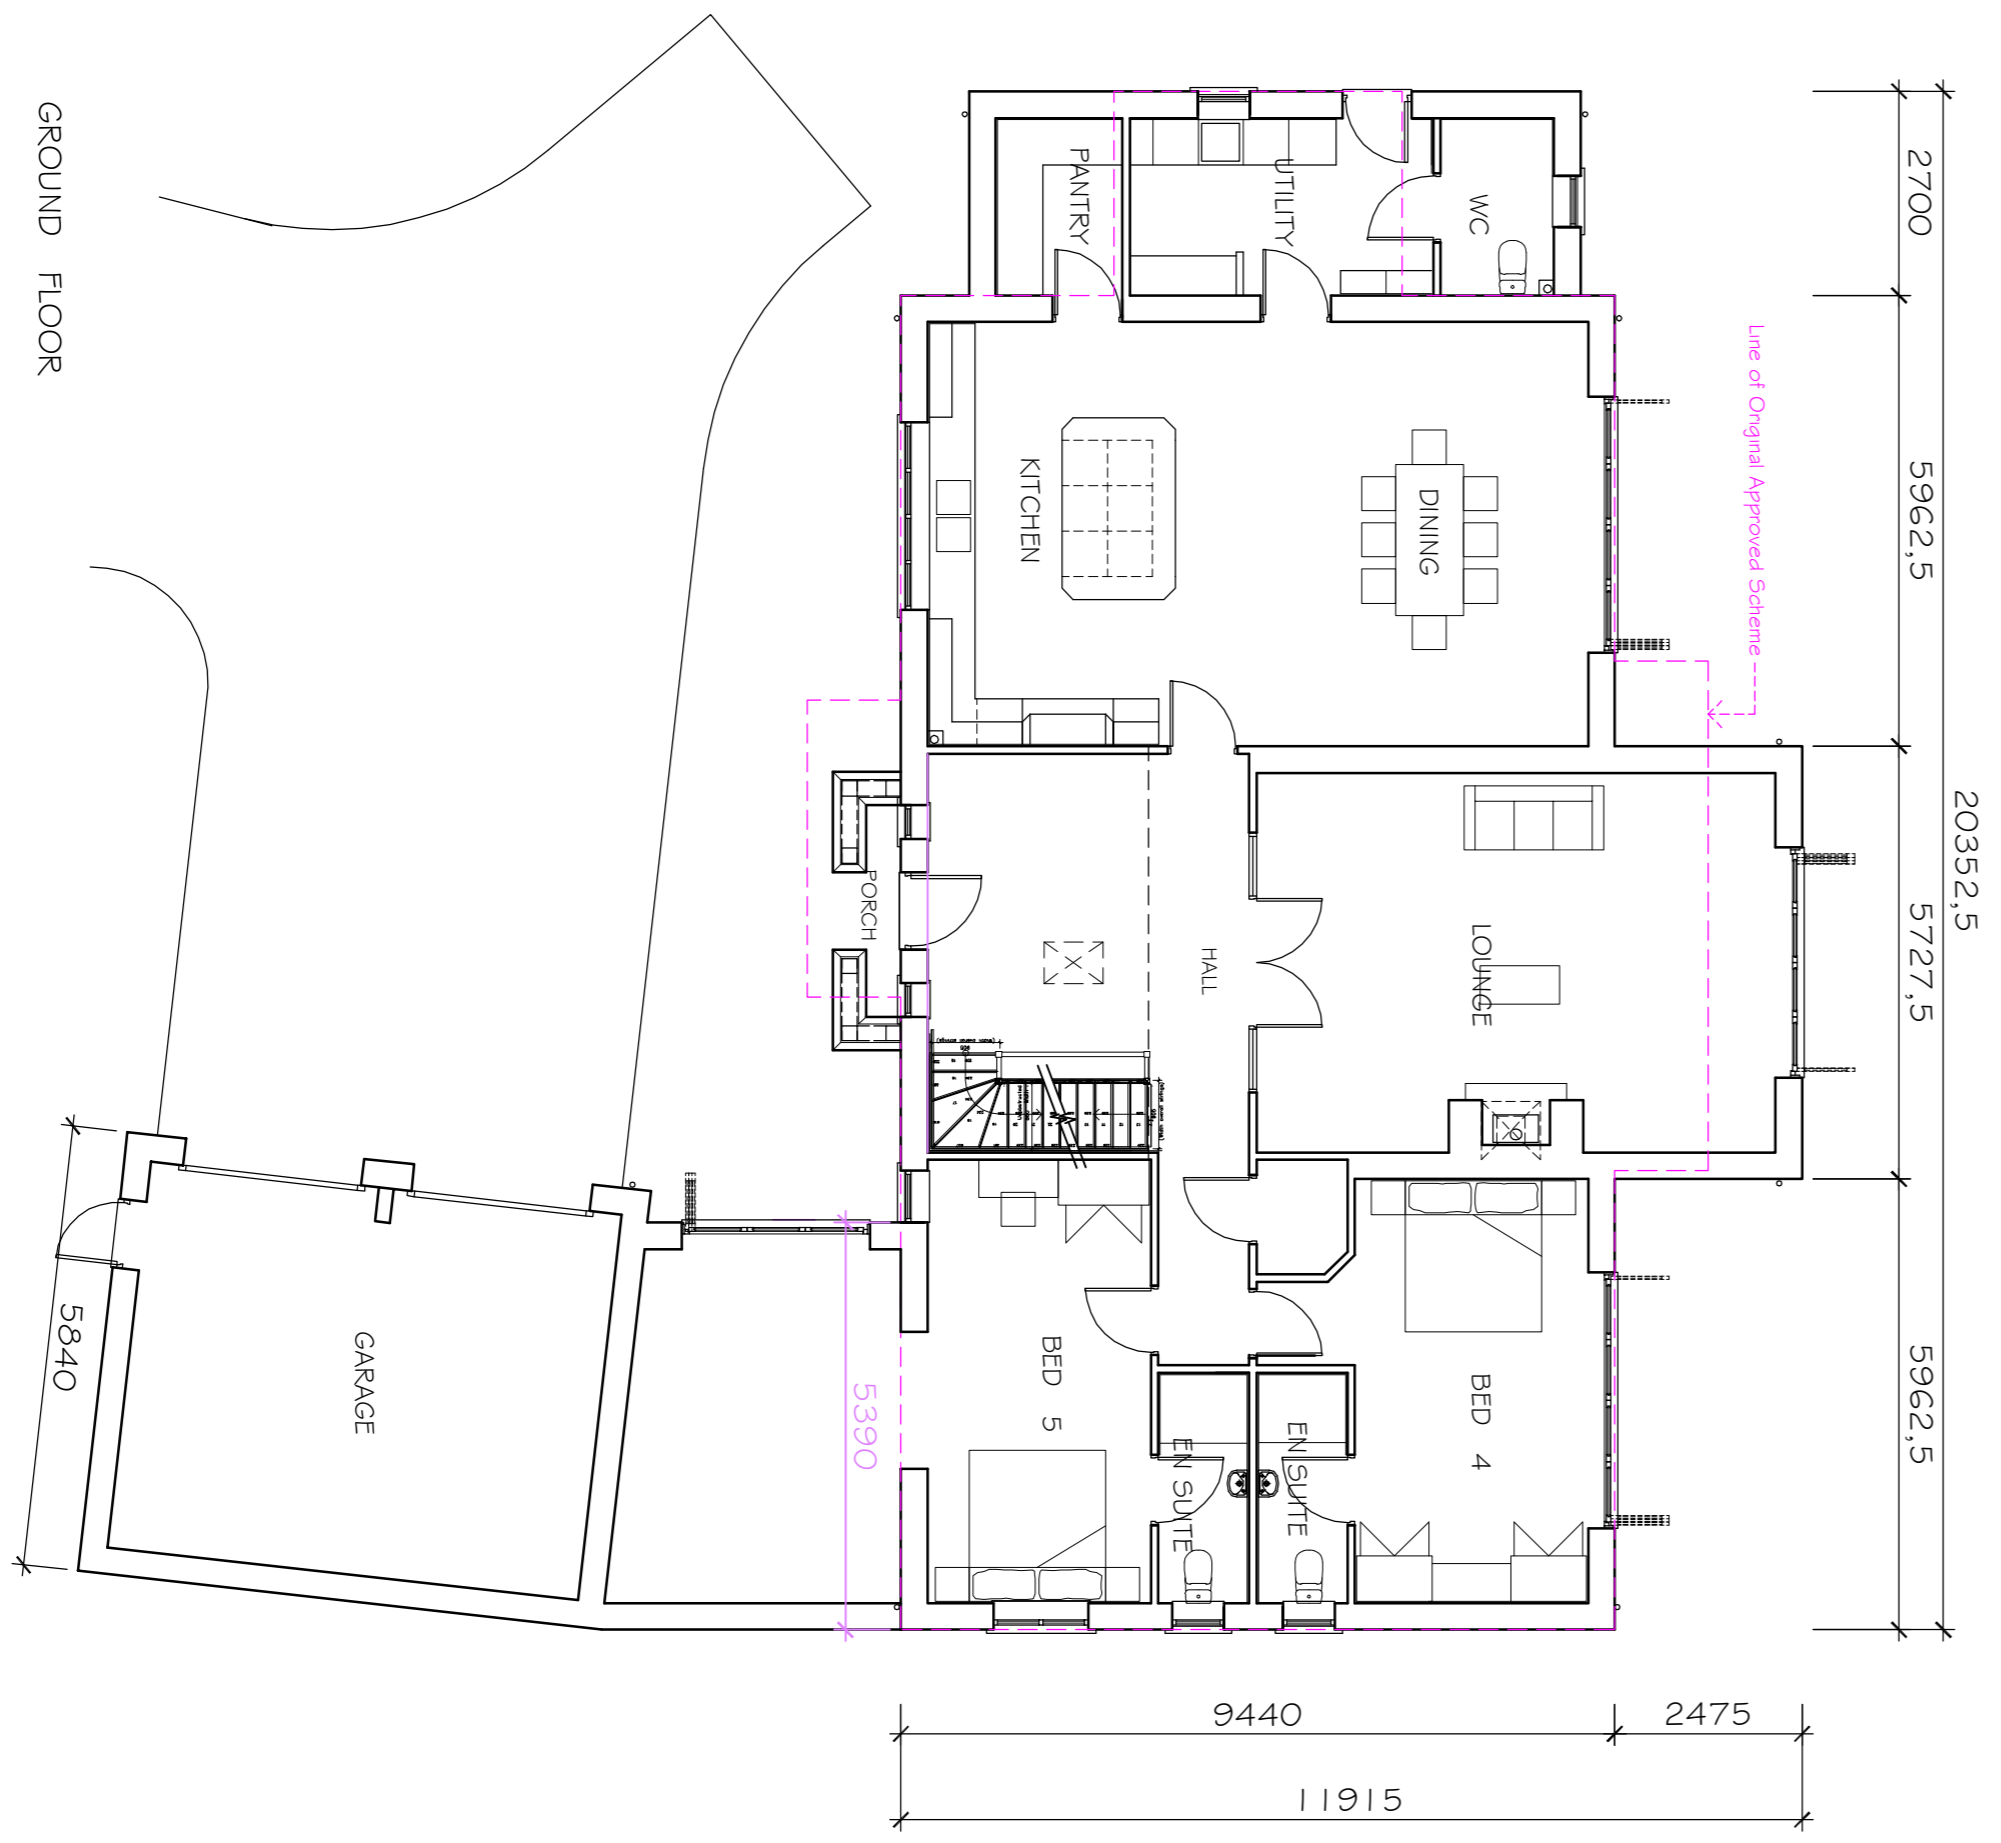 GROUND FLOOR
PANTRY
UTILITY
WC
KITCHEN
DINING
Line of Original Approved Scheme
PORCH
HALL
LOUNGE
BED 5
BED 4
EN SUITE
EN SUITE
GARAGE
2700
5962,5
5727,5
5962,5
20352,5
5840
5390
9440
2475
11915